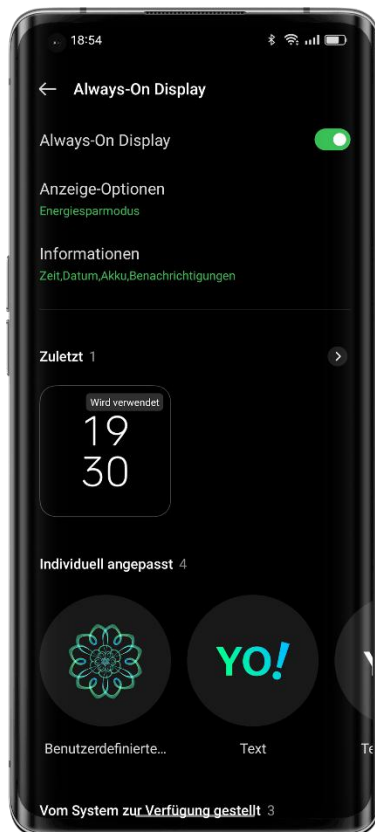 18:54
Always-On Display
Always-On Display
Anzeige-Optionen
Energiesparmodus
Informationen
Zeit,Datum,Akku,Benachrichtigungen
Zuletzt 1
Wird verwendet
19
30
Individuell angepasst 4
YO!
Benutzerdefinierte...
Text
Vom System zur Verfügung gestellt 3